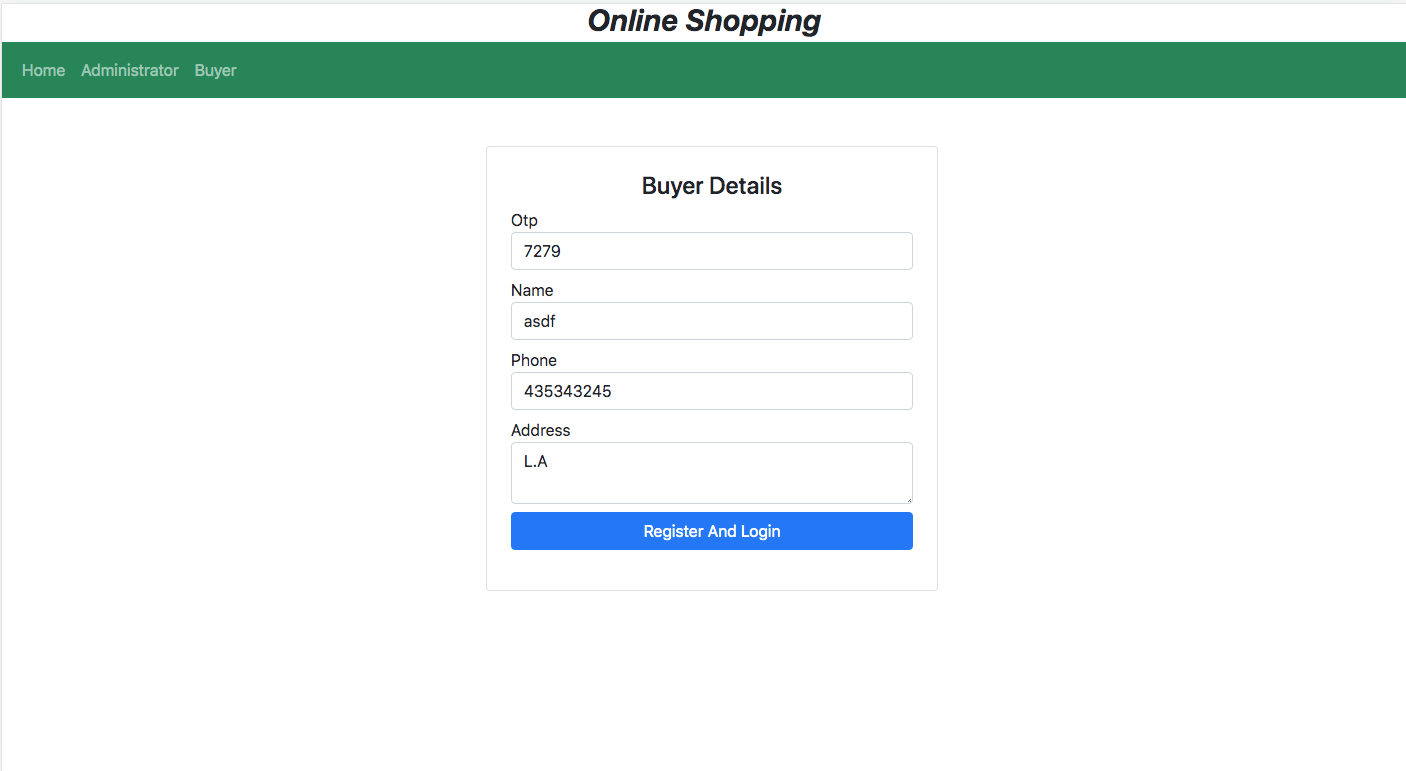 Online Shopping
Home Administrator Buyer
Buyer Details
Otp
7279
Name
asdf
Phone
435343245
Address
L.A
Register And Login